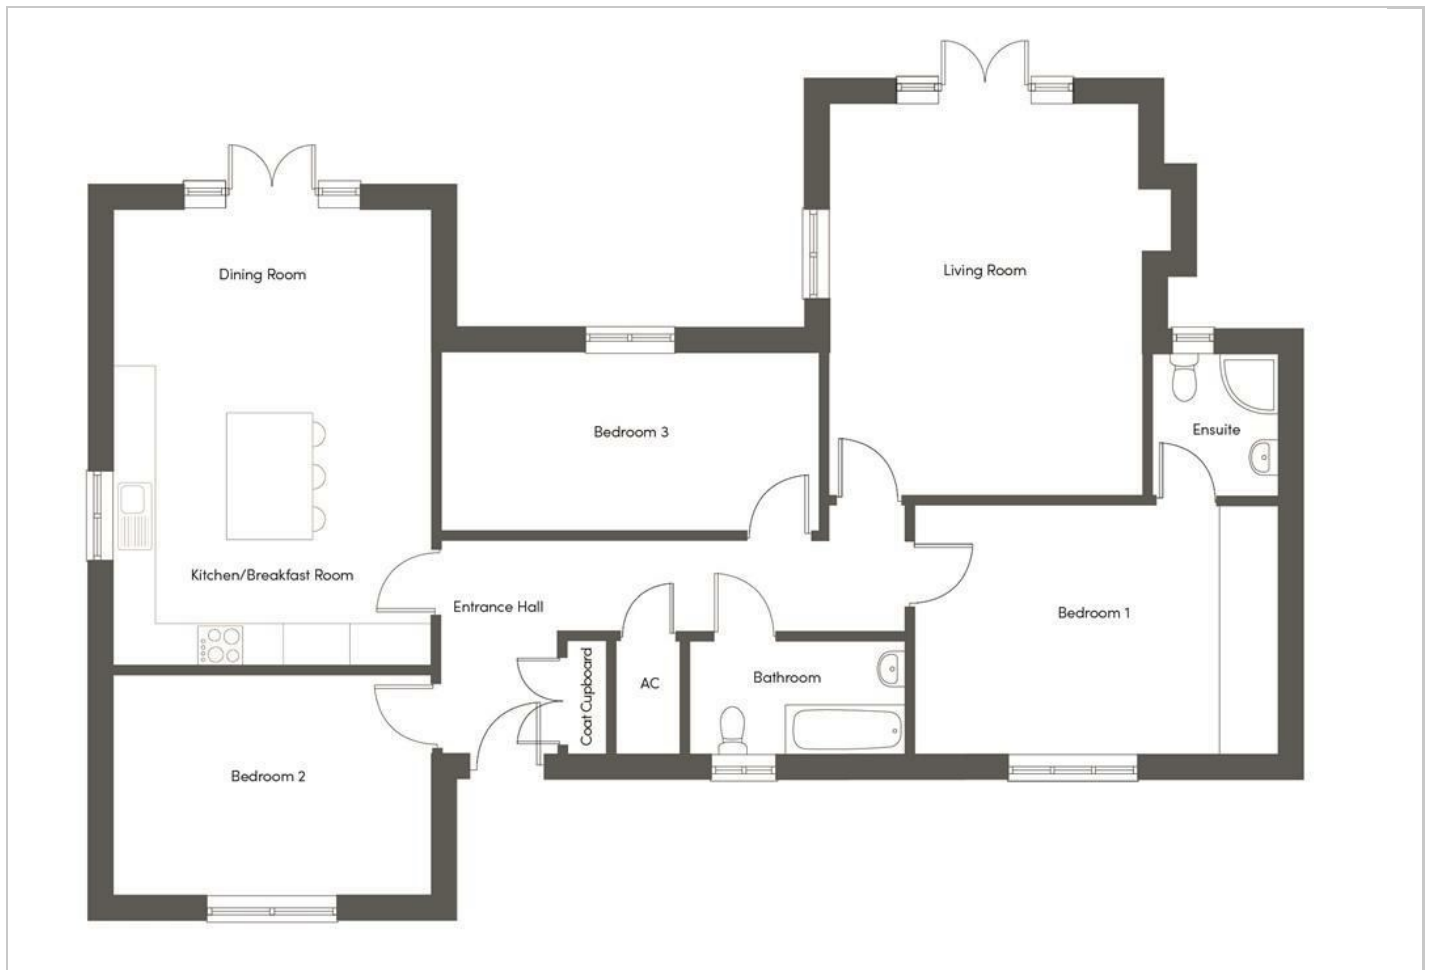 Living Room
Dining Room
Bedroom 3
Ensuite
Kitchen/Breakfast Room
Entrance Hall
Bedroom 1
Coat Cupboard
AC
Bathroom
Bedroom 2